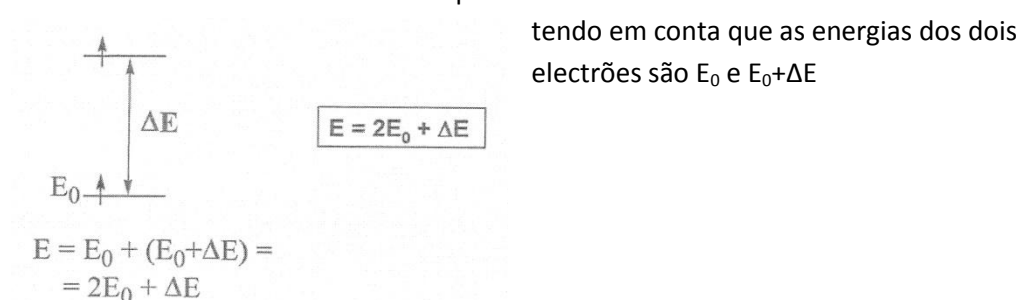 tendo em conta que as energias dos dois
electrões são E₀ e E₀+ΔE
ΔE
E = 2E₀ + ΔE
E₀
E = E₀ + (E₀+ΔE) =
= 2E₀ + ΔE